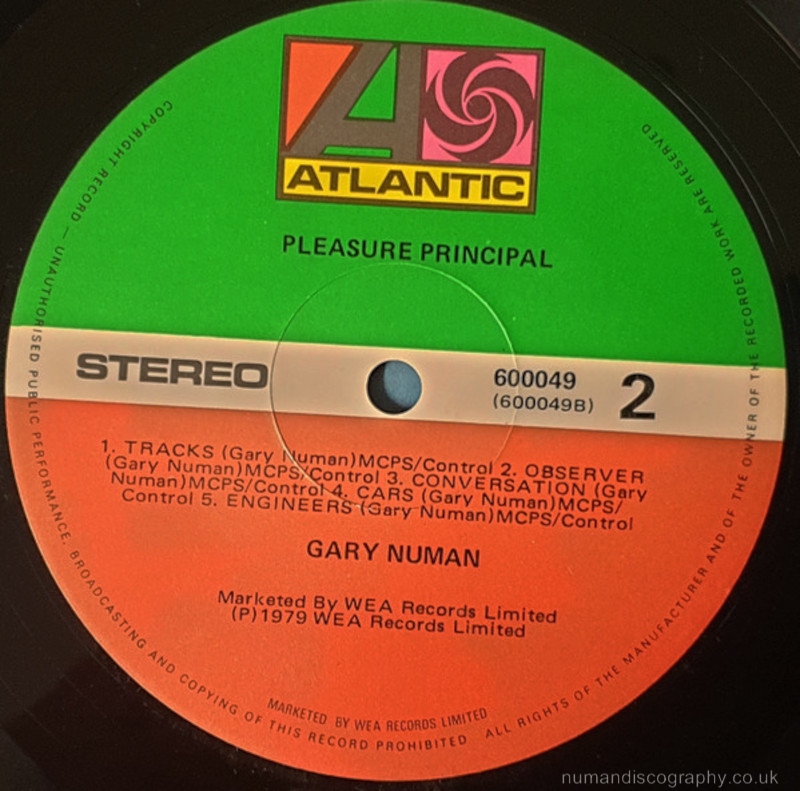 ATLANTIC
PLEASURE PRINCIPAL
STEREO
600049
(600049B)
2
1. TRACKS (Gary Numan)MCPS/Control 2. OBSERVER
(Gary Numan)MCPS/Control 3. CONVERSATION (Gary
Numan)MCPS/Control 4. CARS (Gary Numan)MCPS/
Control 5. ENGINEERS (Gary Numan)MCPS/Control
GARY NUMAN
Marketed By WEA Records Limited
(P)1979 WEA Records Limited
MARKETED BY WEA RECORDS LIMITED
COPYRIGHT RECORD — UNAUTHORISED PUBLIC PERFORMANCE, BROADCASTING AND COPYING OF THIS RECORD PROHIBITED ALL RIGHTS OF THE MANUFACTURER AND OF THE OWNER OF THE RECORDED WORK ARE RESERVED
numandiscography.co.uk